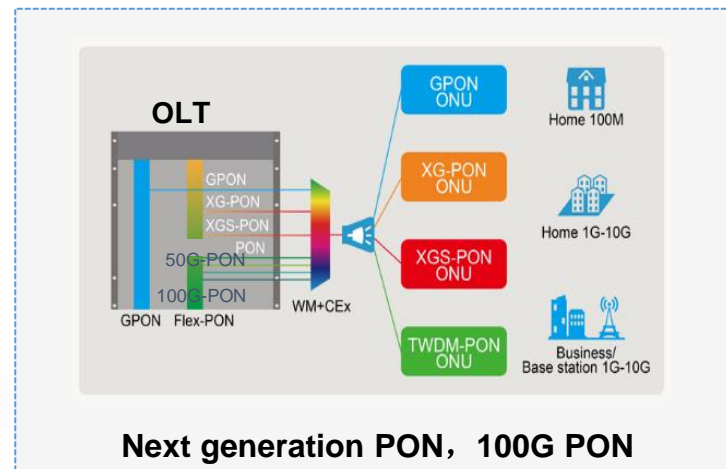 OLT
GPON
XG-PON
XGS-PON
PON
50G-PON
100G-PON
GPON Flex-PON
WM+CEx
GPON
ONU
XG-PON
ONU
XGS-PON
ONU
TWDM-PON
ONU
Home 100M
Home 1G-10G
Business/
Base station 1G-10G
Next generation PON，100G PON